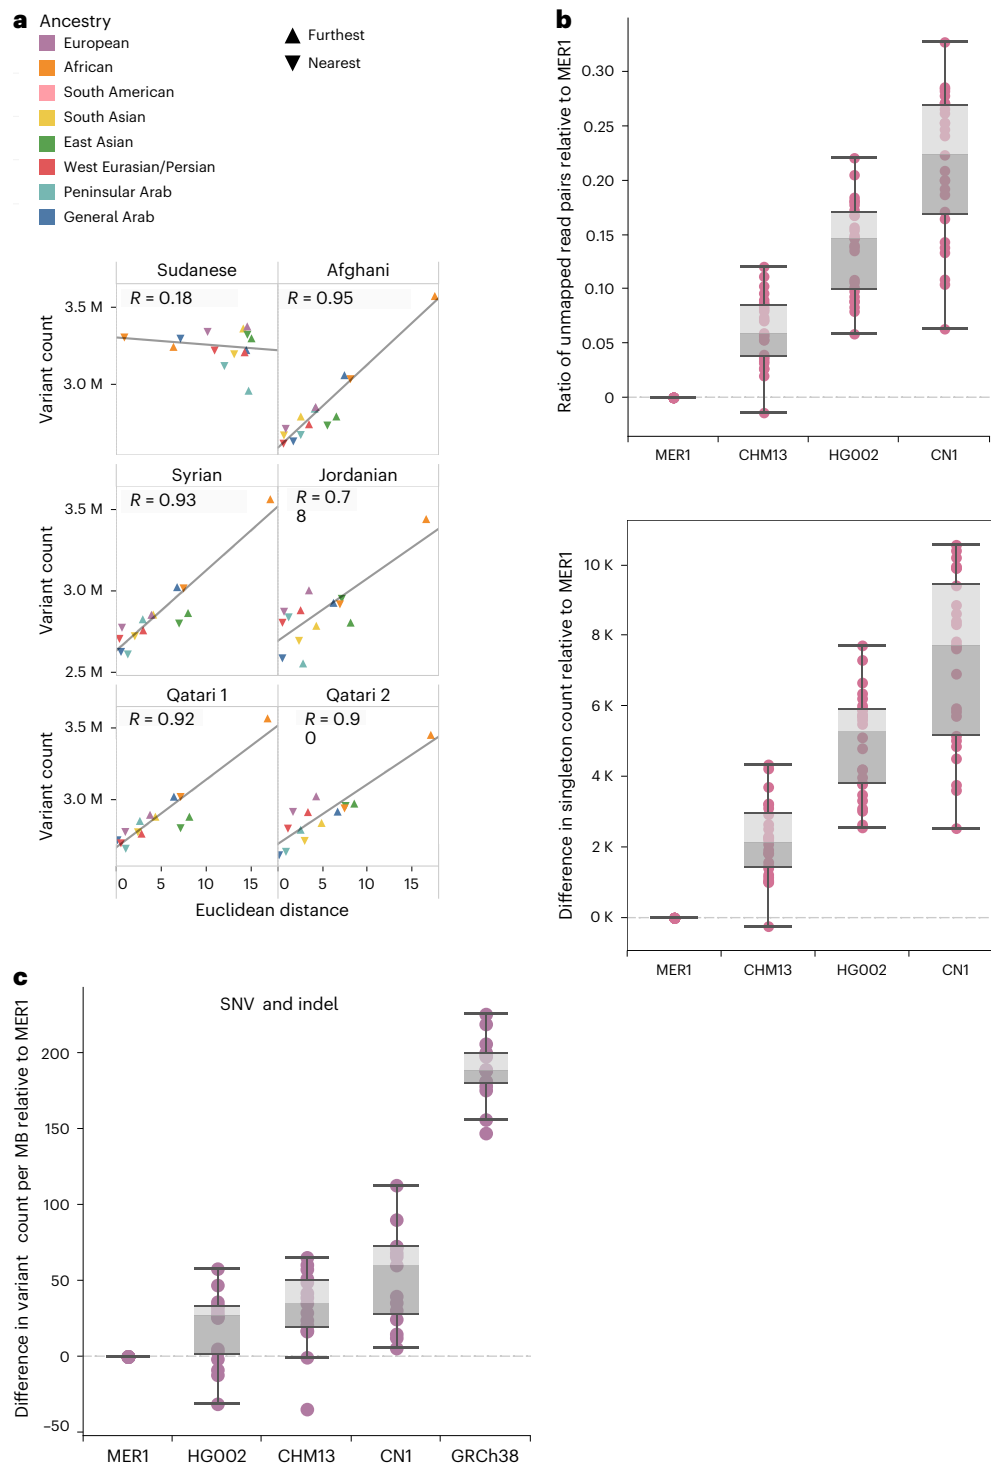 a
Ancestry
European
African
South American
South Asian
East Asian
West Eurasian/Persian
Peninsular Arab
General Arab
Furthest
Nearest
Sudanese
Afghani
R = 0.18
R = 0.95
3.5 M
3.0 M
Variant count
Syrian
Jordanian
R = 0.93
R = 0.7
8
3.5 M
3.0 M
2.5 M
Variant count
Qatari 1
Qatari 2
R = 0.92
R = 0.9
0
3.5 M
3.0 M
Variant count
0 5 10 15 0 5 10 15
Euclidean distance
b
Ratio of unmapped read pairs relative to MER1
0.30
0.25
0.20
0.15
0.10
0.05
0
MER1 CHM13 HG002 CN1
Difference in singleton count relative to MER1
10 K
8 K
6 K
4 K
2 K
0 K
MER1 CHM13 HG002 CN1
c
SNV and indel
Difference in variant count per MB relative to MER1
200
150
100
50
0
–50
MER1 HG002 CHM13 CN1 GRCh38